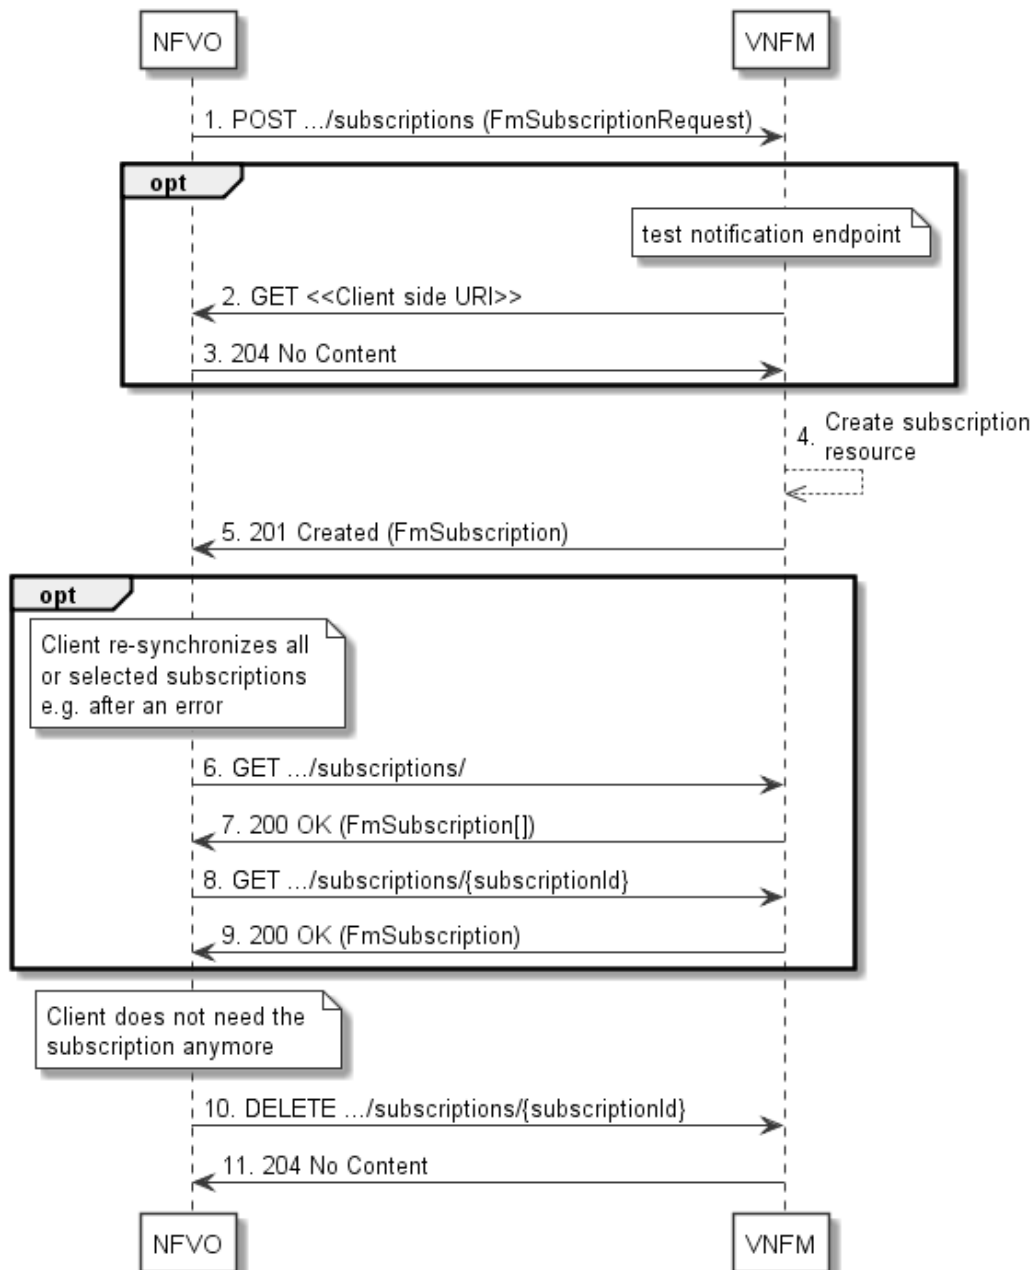 NFVO
VNFM
1. POST .../subscriptions (FmSubscriptionRequest)
opt
test notification endpoint
2. GET <<Client side URI>>
3. 204 No Content
4. Create subscription
resource
5. 201 Created (FmSubscription)
opt
Client re-synchronizes all
or selected subscriptions
e.g. after an error
6. GET .../subscriptions/
7. 200 OK (FmSubscription[])
8. GET .../subscriptions/{subscriptionId}
9. 200 OK (FmSubscription)
Client does not need the
subscription anymore
10. DELETE .../subscriptions/{subscriptionId}
11. 204 No Content
NFVO
VNFM